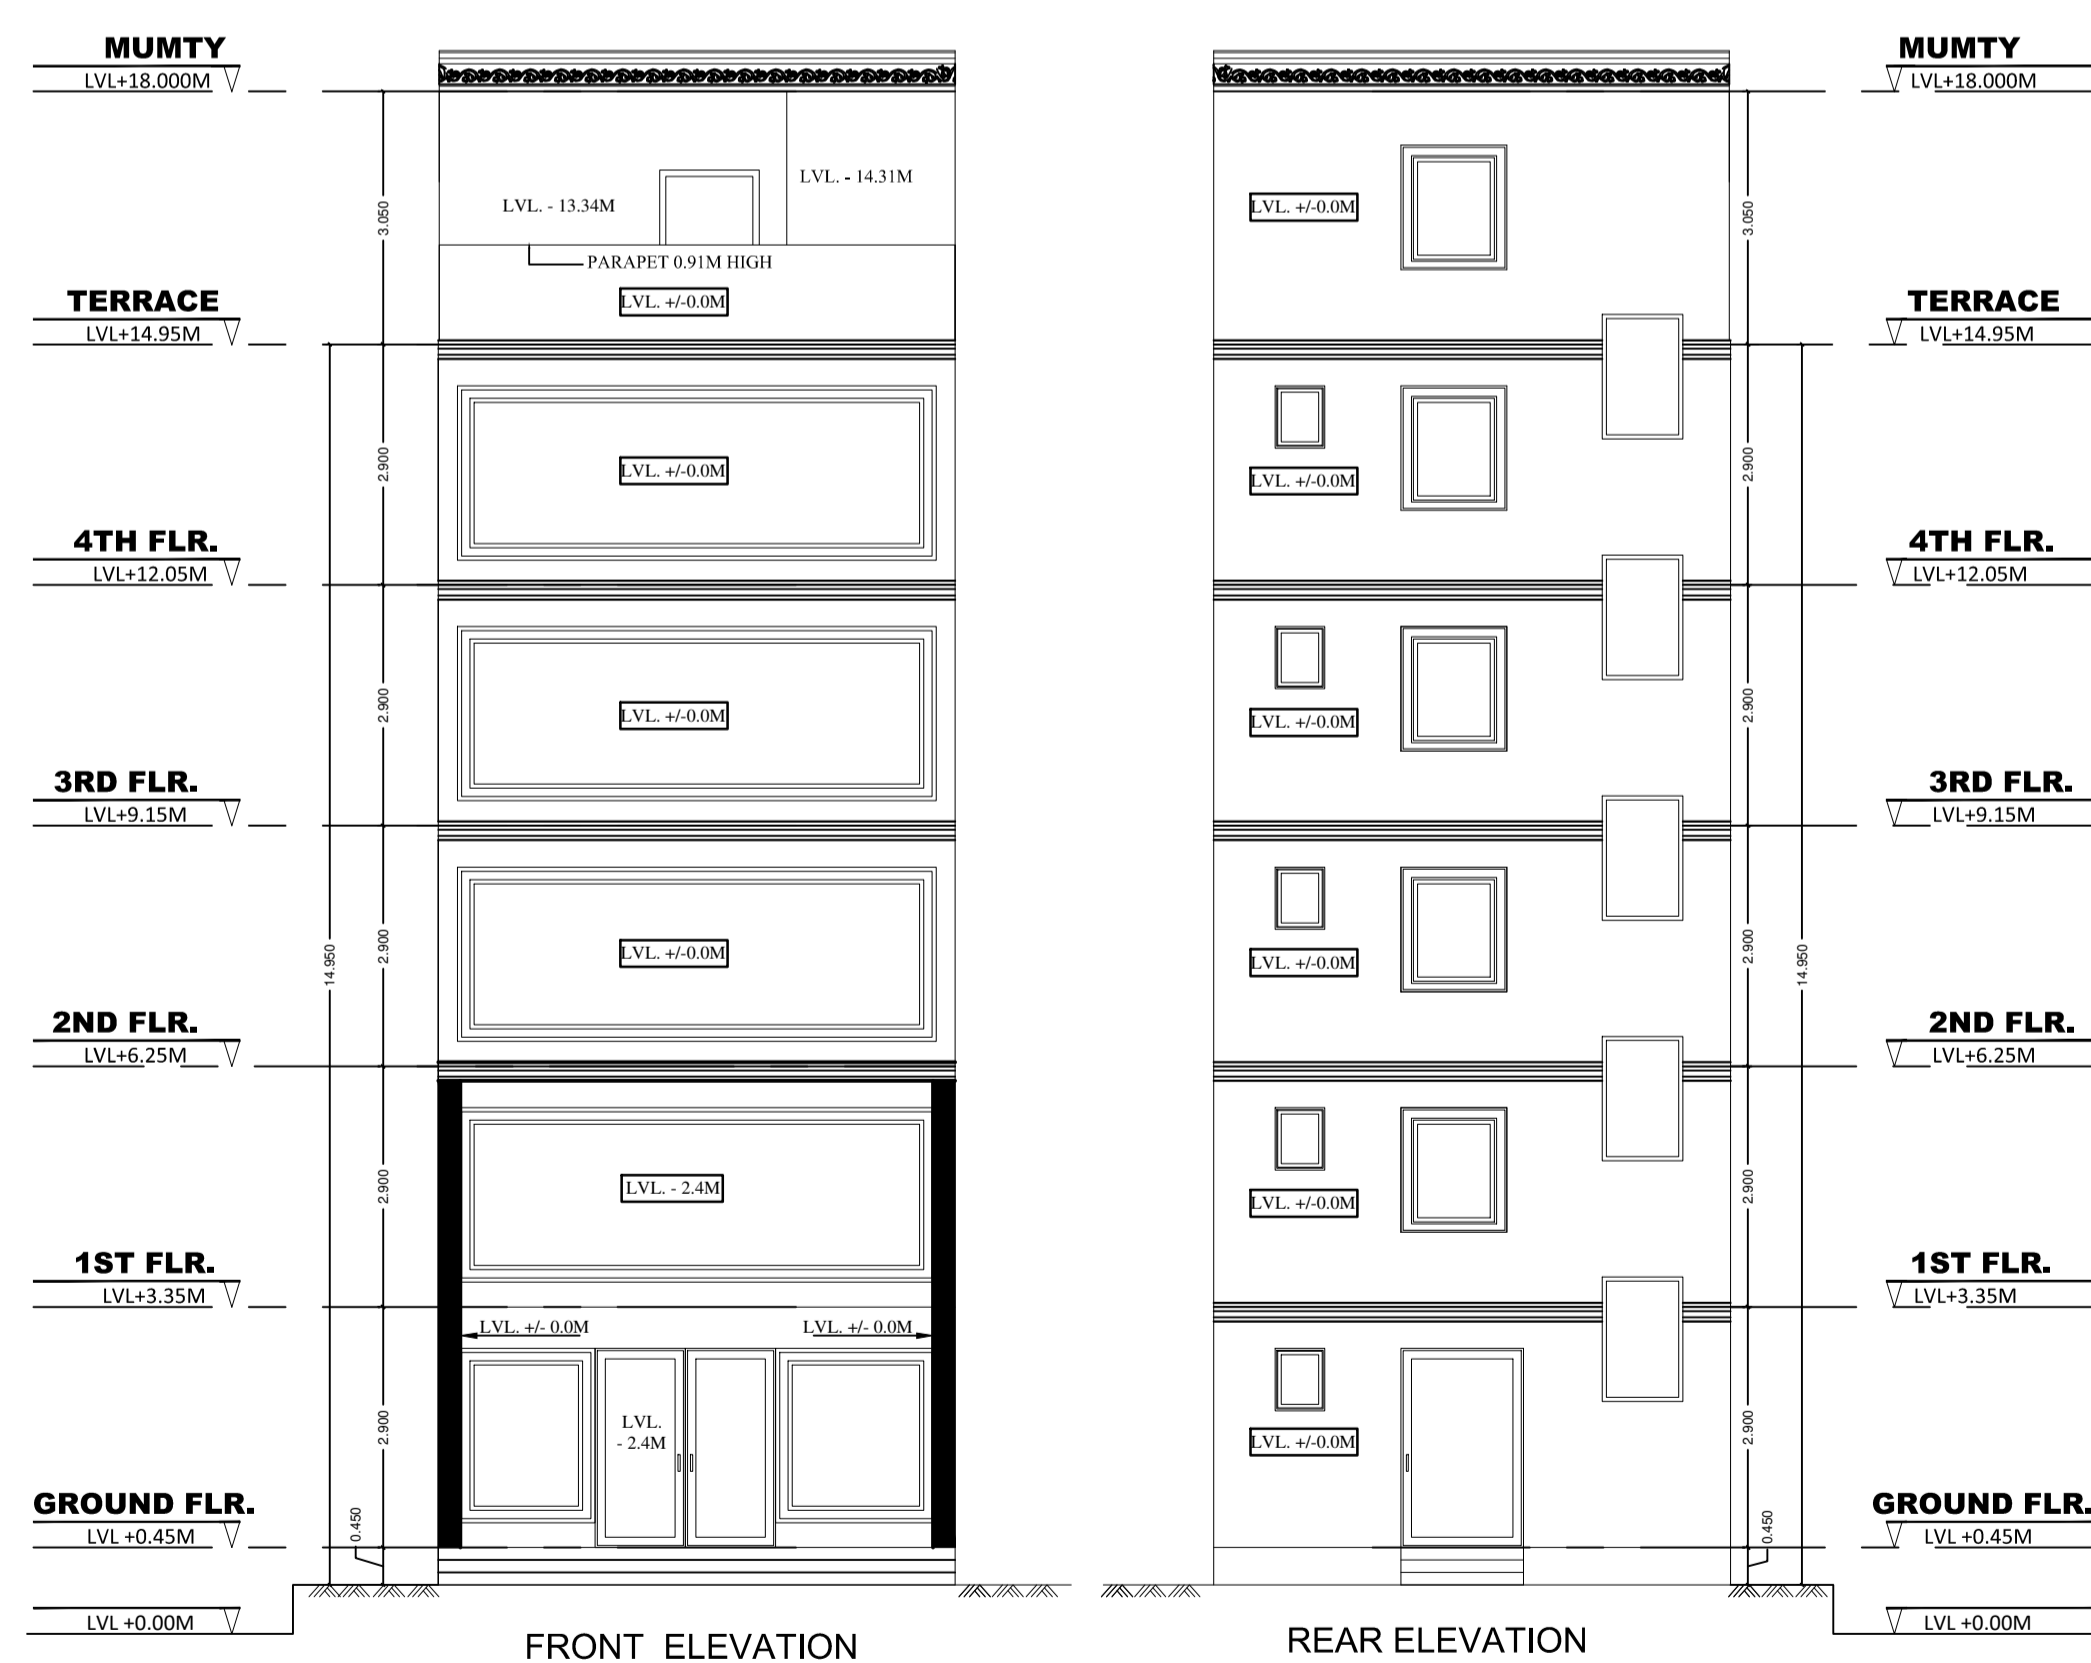 MUMTY
LVL+18.000M
TERRACE
LVL+14.95M
4TH FLR.
LVL+12.05M
3RD FLR.
LVL+9.15M
2ND FLR.
LVL+6.25M
1ST FLR.
LVL+3.35M
GROUND FLR.
LVL +0.45M
LVL +0.00M
3.050
2.900
2.900
2.900
2.900
2.900
14.950
0.450
LVL. - 14.31M
LVL. - 13.34M
PARAPET 0.91M HIGH
LVL. +/-0.0M
LVL. +/-0.0M
LVL. +/-0.0M
LVL. +/-0.0M
LVL. - 2.4M
LVL. +/- 0.0M
LVL. +/- 0.0M
LVL.
- 2.4M
FRONT ELEVATION
LVL. +/-0.0M
LVL. +/-0.0M
LVL. +/-0.0M
LVL. +/-0.0M
LVL. +/-0.0M
LVL. +/-0.0M
REAR ELEVATION
3.050
2.900
2.900
2.900
2.900
2.900
14.950
0.450
MUMTY
LVL+18.000M
TERRACE
LVL+14.95M
4TH FLR.
LVL+12.05M
3RD FLR.
LVL+9.15M
2ND FLR.
LVL+6.25M
1ST FLR.
LVL+3.35M
GROUND FLR.
LVL +0.45M
LVL +0.00M